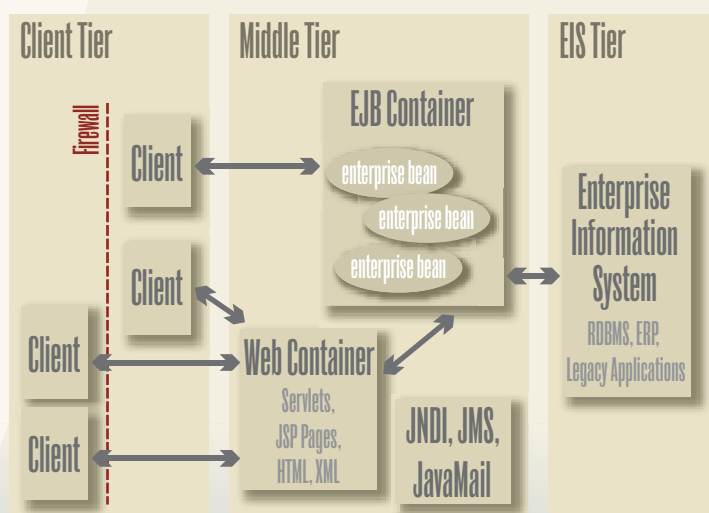 Client Tier
Middle Tier
EIS Tier
Firewall
Client
Client
Client
Client
EJB Container
enterprise bean
enterprise bean
enterprise bean
Web Container
Servlets,
JSP Pages,
HTML, XML
JNDI, JMS,
JavaMail
Enterprise
Information
System
RDBMS, ERP,
Legacy Applications